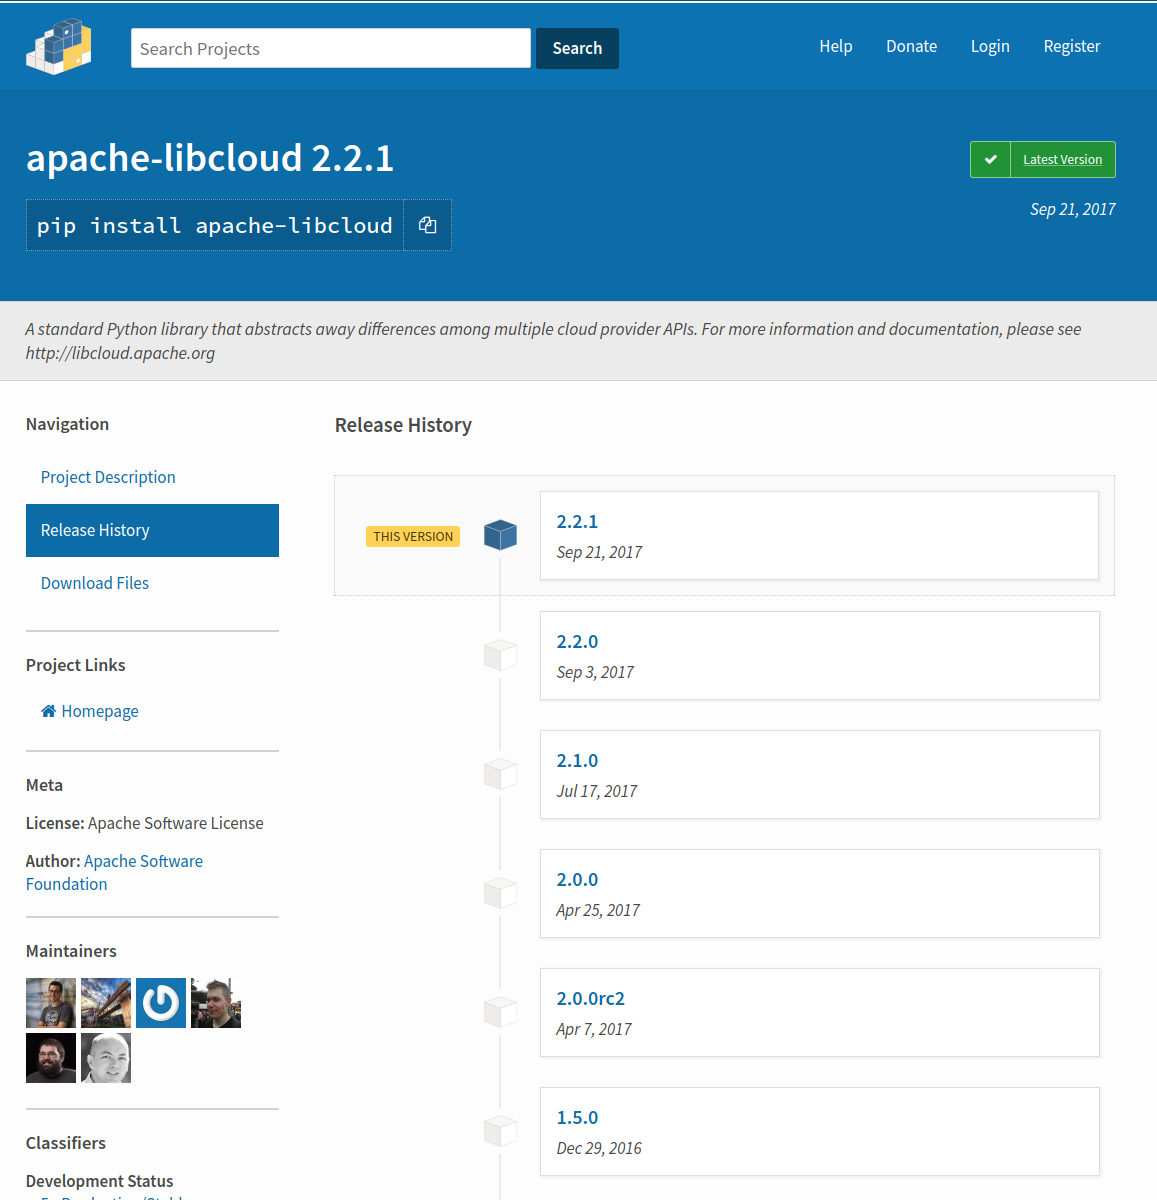 Search Projects
Search
Help
Donate
Login
Register
apache-libcloud 2.2.1
Latest Version
pip install apache-libcloud
Sep 21, 2017
A standard Python library that abstracts away differences among multiple cloud provider APIs. For more information and documentation, please see
http://libcloud.apache.org
Navigation
Project Description
Release History
Download Files
Project Links
Homepage
Meta
License: Apache Software License
Author: Apache Software
Foundation
Maintainers
Classifiers
Development Status
Release History
THIS VERSION
2.2.1
Sep 21, 2017
2.2.0
Sep 3, 2017
2.1.0
Jul 17, 2017
2.0.0
Apr 25, 2017
2.0.0rc2
Apr 7, 2017
1.5.0
Dec 29, 2016